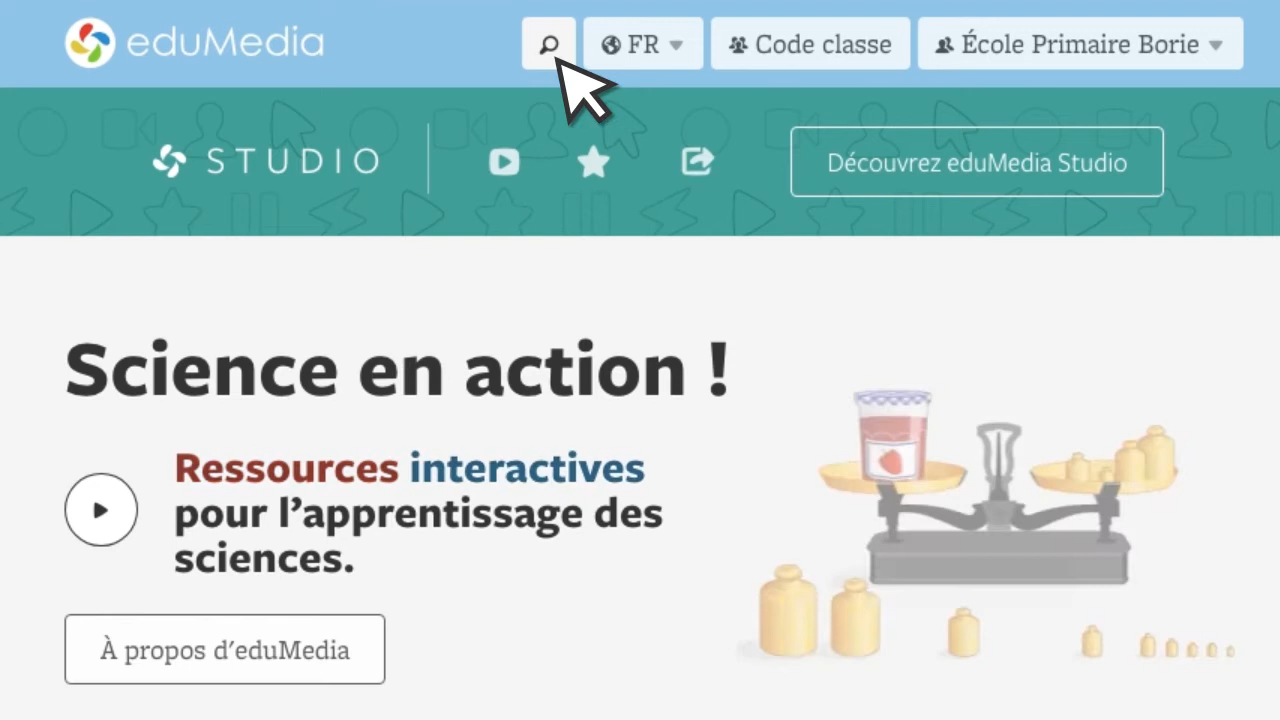 eduMedia
FR
Code classe
École Primaire Borie
STUDIO
Découvrez eduMedia Studio
Science en action !
Ressources interactives
pour l’apprentissage des
sciences.
À propos d’eduMedia